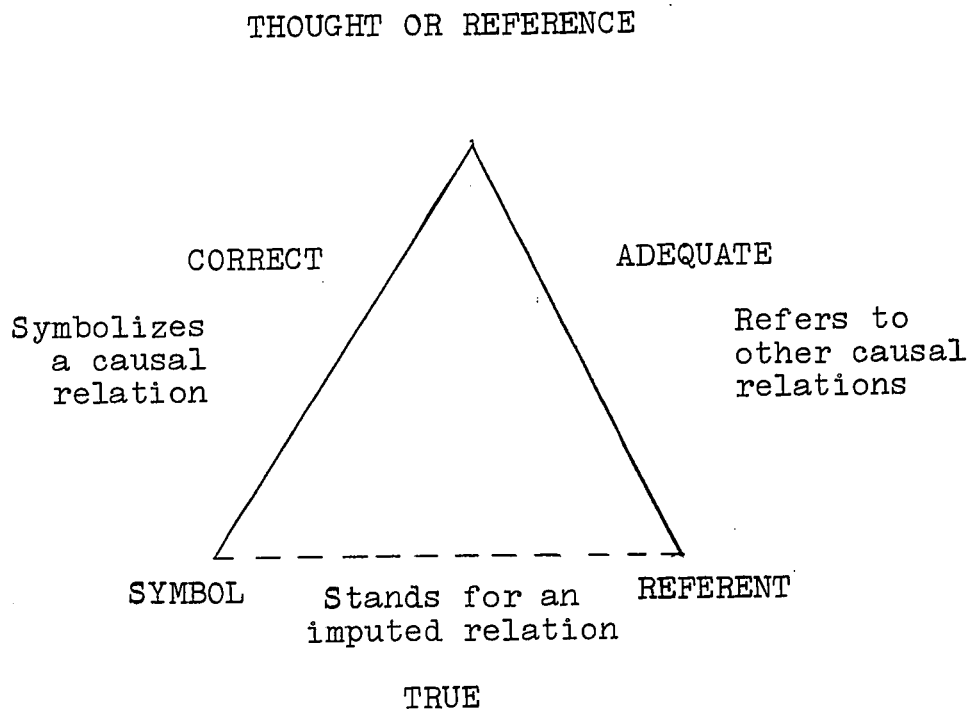 THOUGHT OR REFERENCE
CORRECT
ADEQUATE
Symbolizes
a causal
relation
Refers to
other causal
relations
SYMBOL
Stands for an
imputed relation
REFERENT
TRUE